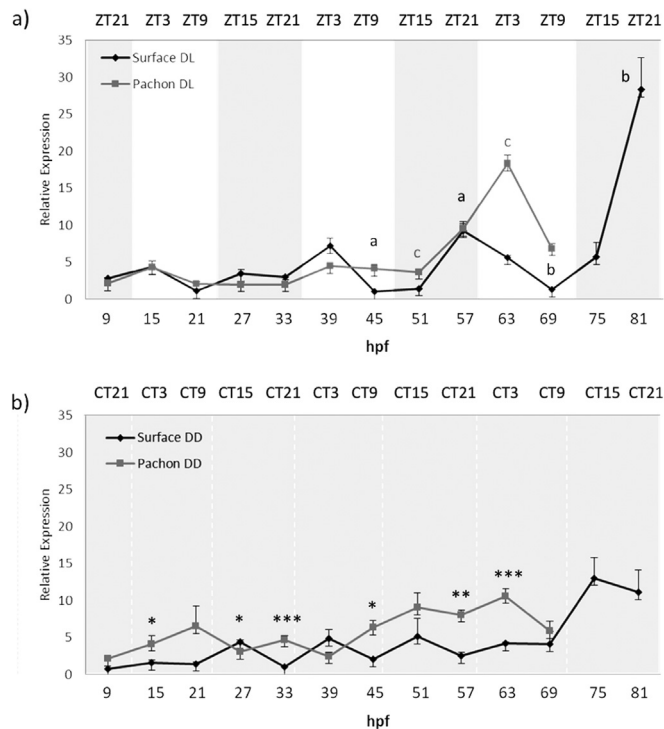 a)
ZT21 ZT3 ZT9 ZT15 ZT21 ZT3 ZT9 ZT15 ZT21 ZT3 ZT9 ZT15 ZT21
35
30
25
20
15
10
5
0
Relative Expression
Surface DL
Pachon DL
a
c
a
c
b
b
9 15 21 27 33 39 45 51 57 63 69 75 81
hpf
b)
CT21 CT3 CT9 CT15 CT21 CT3 CT9 CT15 CT21 CT3 CT9 CT15 CT21
35
30
25
20
15
10
5
0
Relative Expression
Surface DD
Pachon DD
* * *** * ** ***
9 15 21 27 33 39 45 51 57 63 69 75 81
hpf